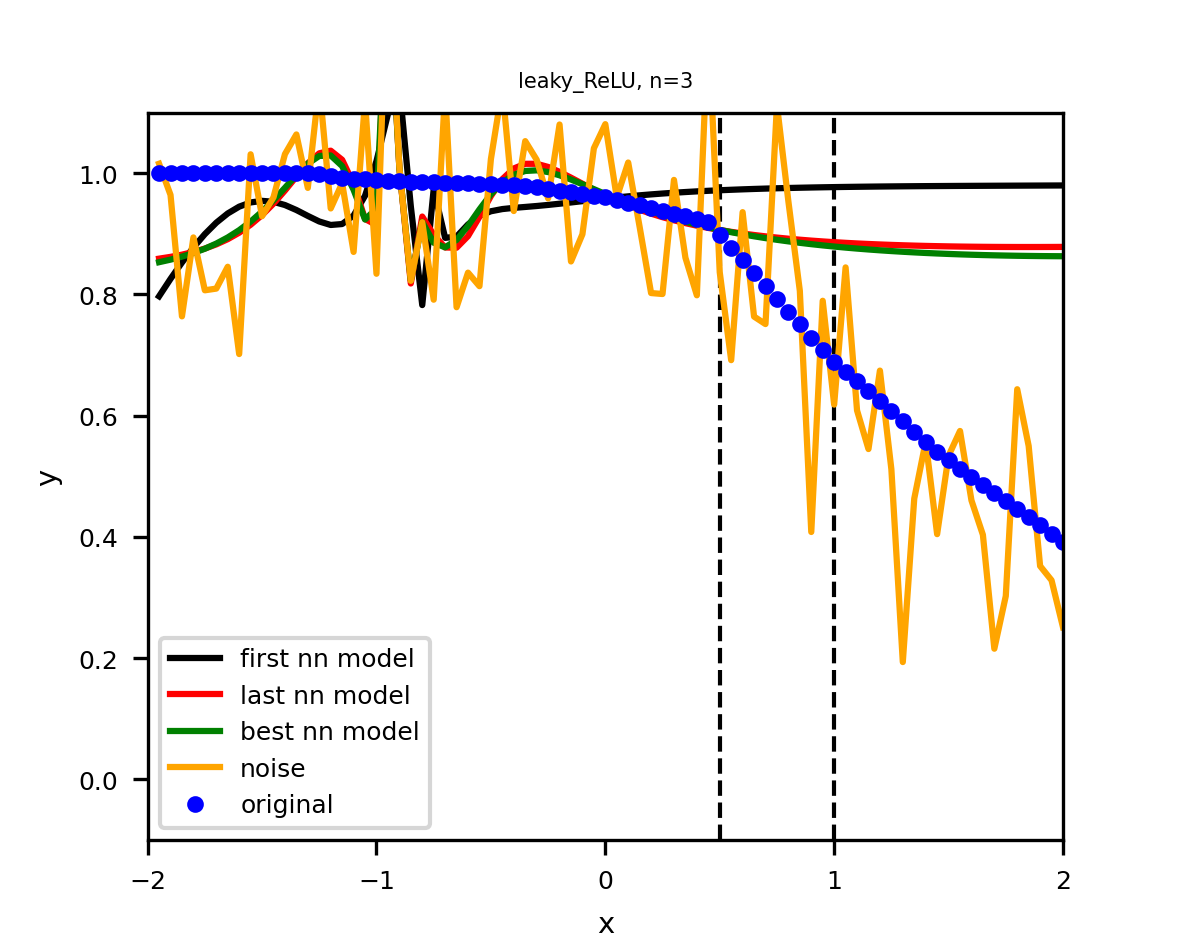 leaky_ReLU, n=3
1.0
0.8
0.6
0.4
0.2
0.0
y
first nn model
last nn model
best nn model
noise
original
−2
−1
0
1
2
x